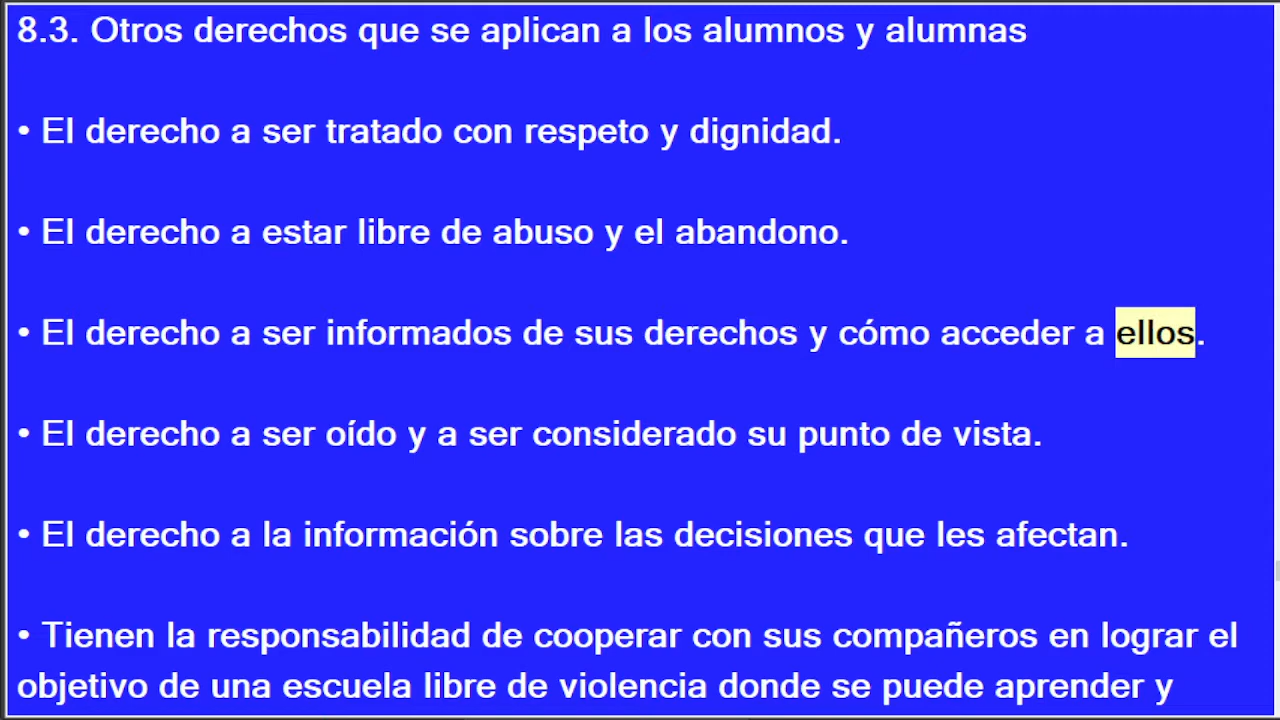 8.3. Otros derechos que se aplican a los alumnos y alumnas
• El derecho a ser tratado con respeto y dignidad.
• El derecho a estar libre de abuso y el abandono.
• El derecho a ser informados de sus derechos y cómo acceder a ellos.
• El derecho a ser oído y a ser considerado su punto de vista.
• El derecho a la información sobre las decisiones que les afectan.
• Tienen la responsabilidad de cooperar con sus compañeros en lograr el
objetivo de una escuela libre de violencia donde se puede aprender y